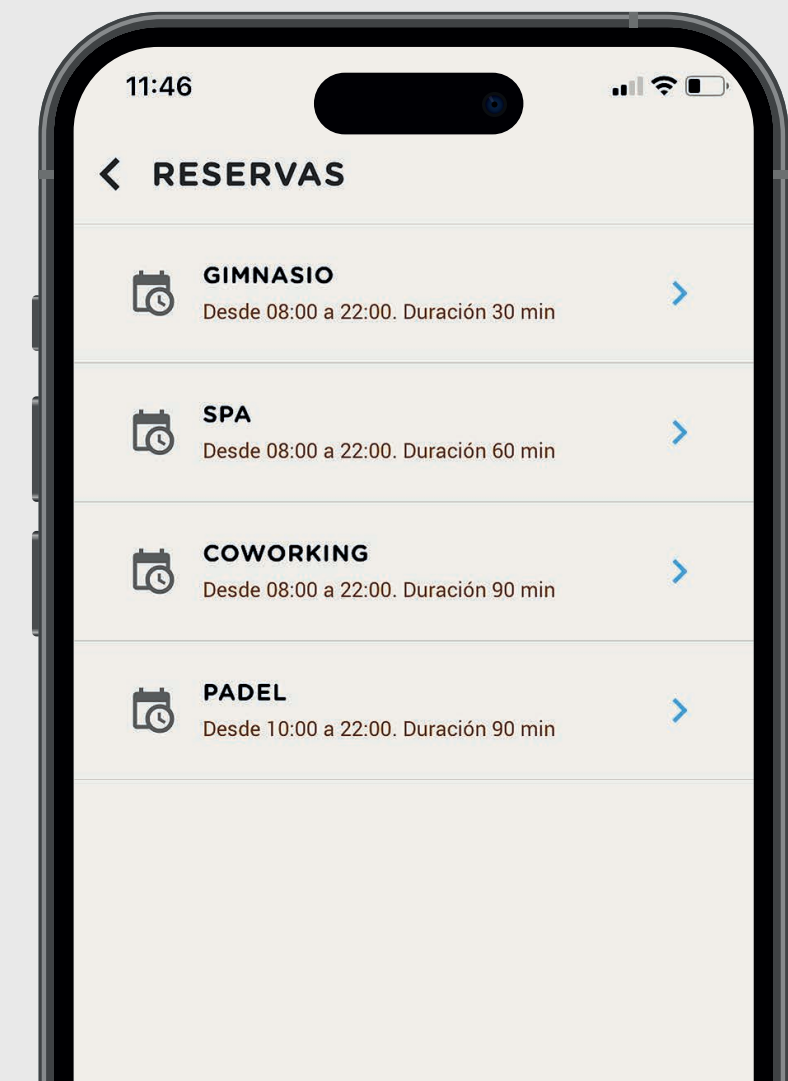 11:46
RESERVAS
GIMNASIO
Desde 08:00 a 22:00. Duración 30 min
SPA
Desde 08:00 a 22:00. Duración 60 min
COWORKING
Desde 08:00 a 22:00. Duración 90 min
PADEL
Desde 10:00 a 22:00. Duración 90 min